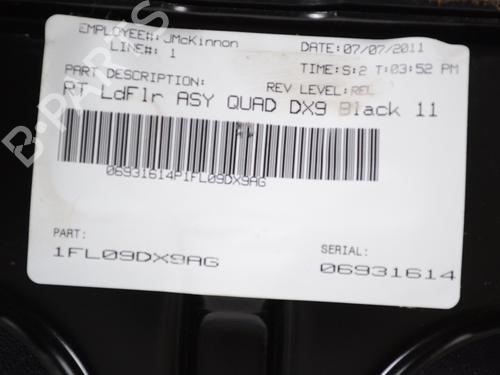 EMPLOYEE#: JMcKinnon
LINE#: 1
DATE: 07/07/2011
TIME: S:2 T:03:52 PM
PART DESCRIPTION:
REV LEVEL: REL
RT LdFlr ASY QUAD DX9 Black 11
06931614P1FL09DX9AG
PART:
1FL09DX9AG
SERIAL:
06931614
B-PARTS